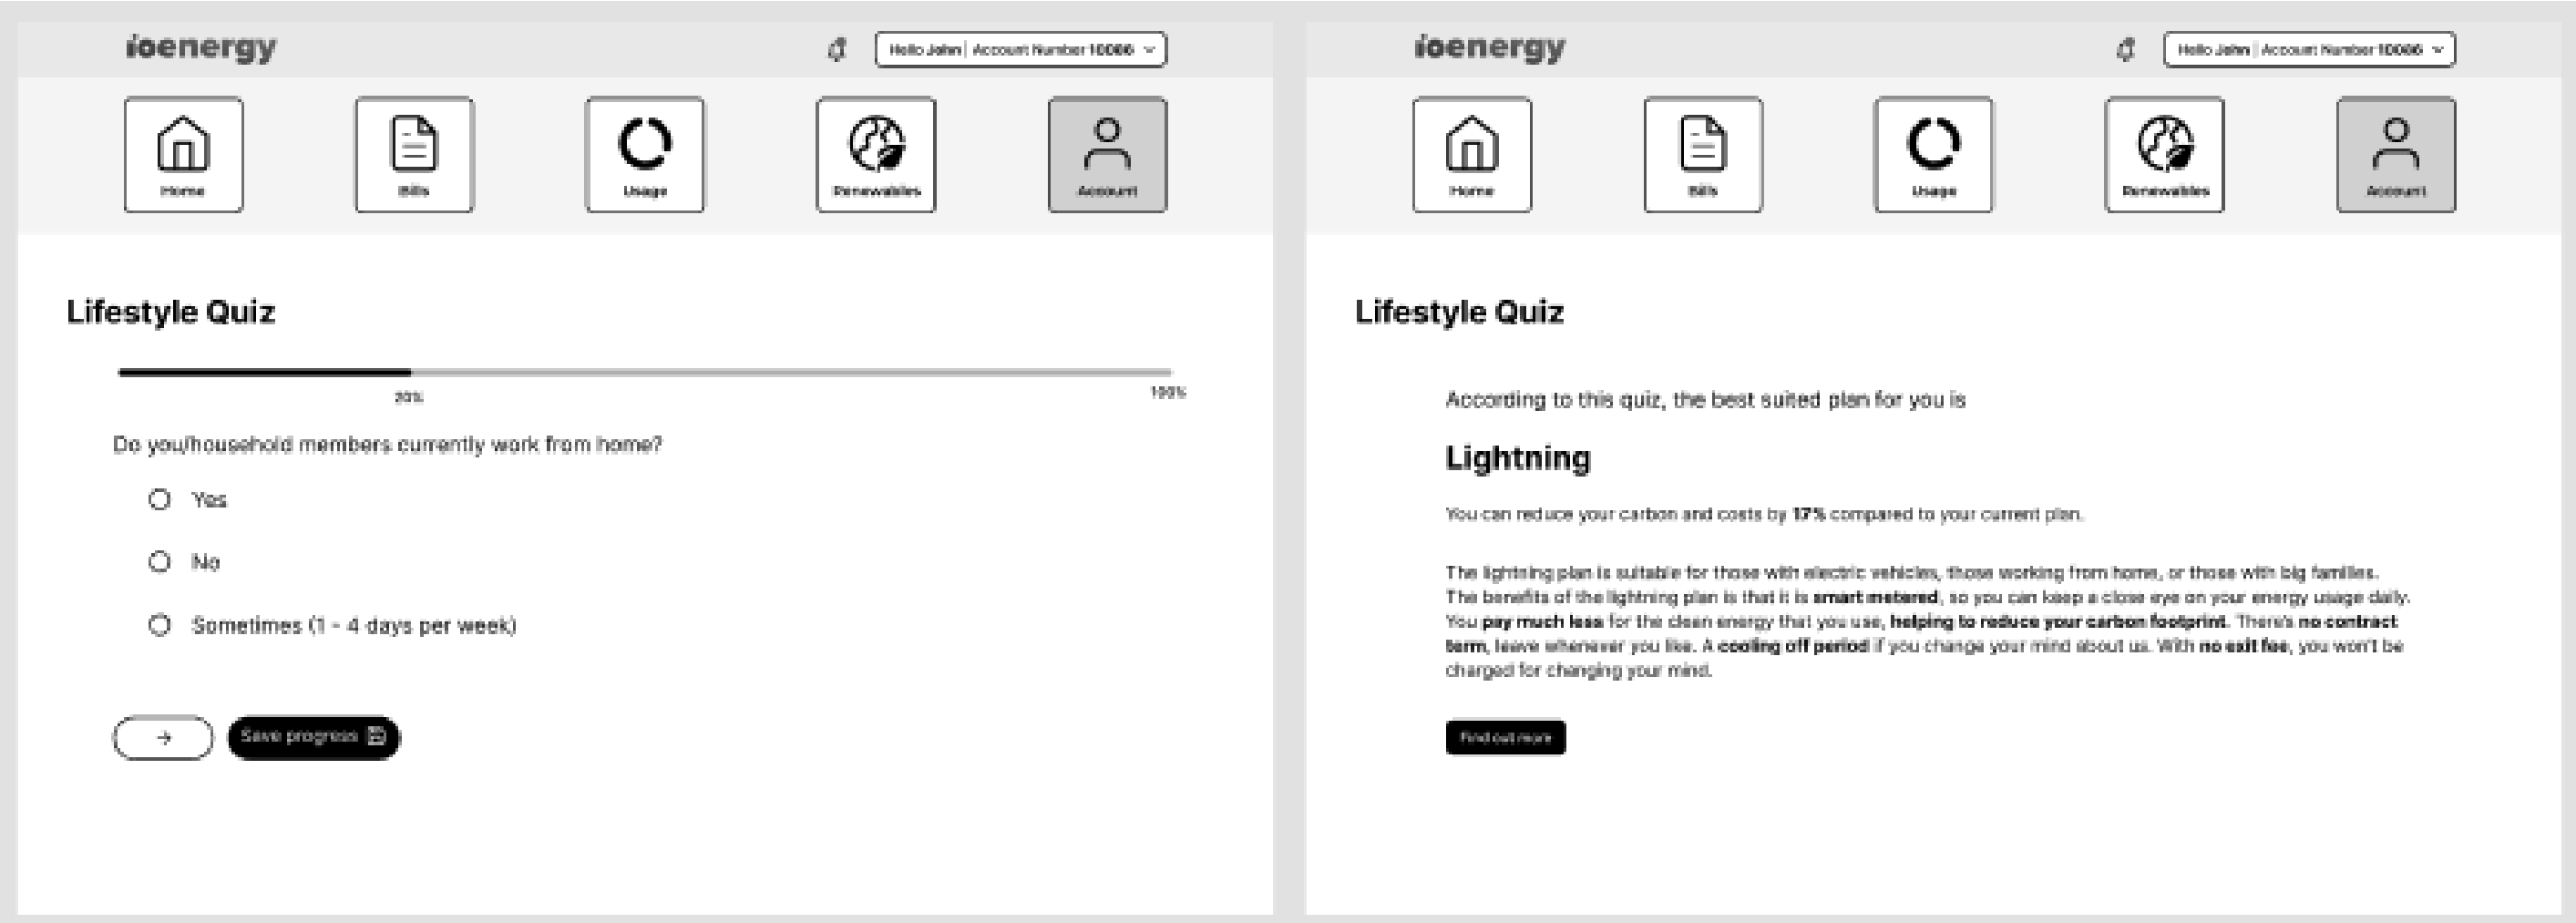 ioenergy
Hello John | Account Number 10086
Home
Bills
Usage
Renewables
Account
Lifestyle Quiz
20%
100%
Do you/household members currently work from home?
Yes
No
Sometimes (1 - 4 days per week)
→
Save progress
ioenergy
Hello John | Account Number 10086
Home
Bills
Usage
Renewables
Account
Lifestyle Quiz
According to this quiz, the best suited plan for you is
Lightning
You can reduce your carbon and costs by 17% compared to your current plan.
The lightning plan is suitable for those with electric vehicles, those working from home, or those with big families.
The benefits of the lightning plan is that it is smart metered, so you can keep a close eye on your energy usage daily.
You pay much less for the clean energy that you use, helping to reduce your carbon footprint. There's no contract
term, leave whenever you like. A cooling off period if you change your mind about us. With no exit fee, you won't be
charged for changing your mind.
Find out more